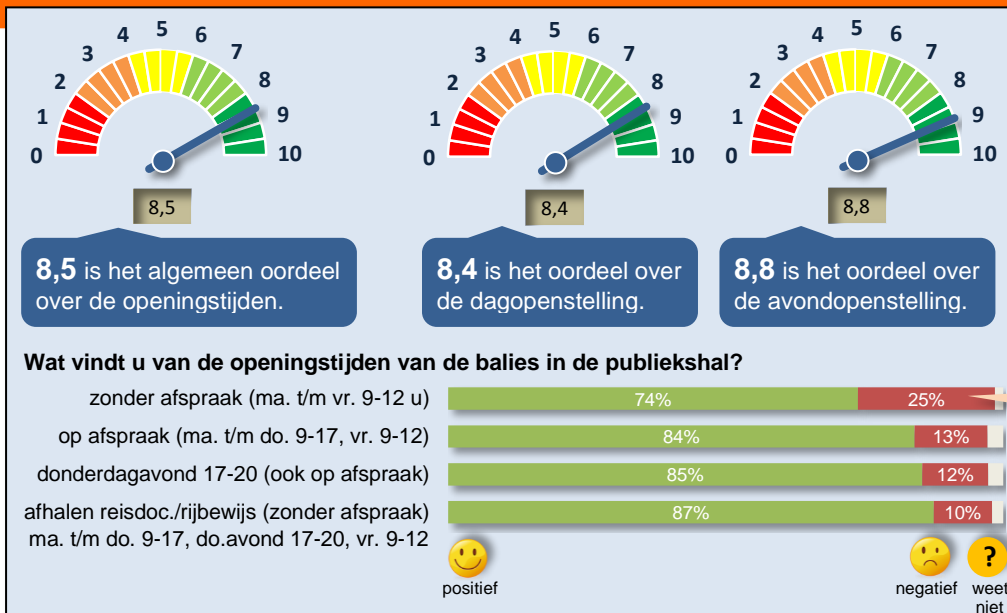 0 1 2 3 4 5 6 7 8 9 10
8,5
8,5 is het algemeen oordeel
over de openingstijden.
0 1 2 3 4 5 6 7 8 9 10
8,4
8,4 is het oordeel over
de dagopenstelling.
0 1 2 3 4 5 6 7 8 9 10
8,8
8,8 is het oordeel over
de avondopenstelling.
Wat vindt u van de openingstijden van de balies in de publiekshal?
zonder afspraak (ma. t/m vr. 9-12 u) 74% 25%
op afspraak (ma. t/m do. 9-17, vr. 9-12) 84% 13%
donderdagavond 17-20 (ook op afspraak) 85% 12%
afhalen reisdoc./rijbewijs (zonder afspraak) 87% 10%
ma. t/m do. 9-17, do.avond 17-20, vr. 9-12
?
positief negatief weet
niet